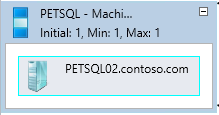 PETSQL - Machi...
Initial: 1, Min: 1, Max: 1
PETSQL02.contoso.com